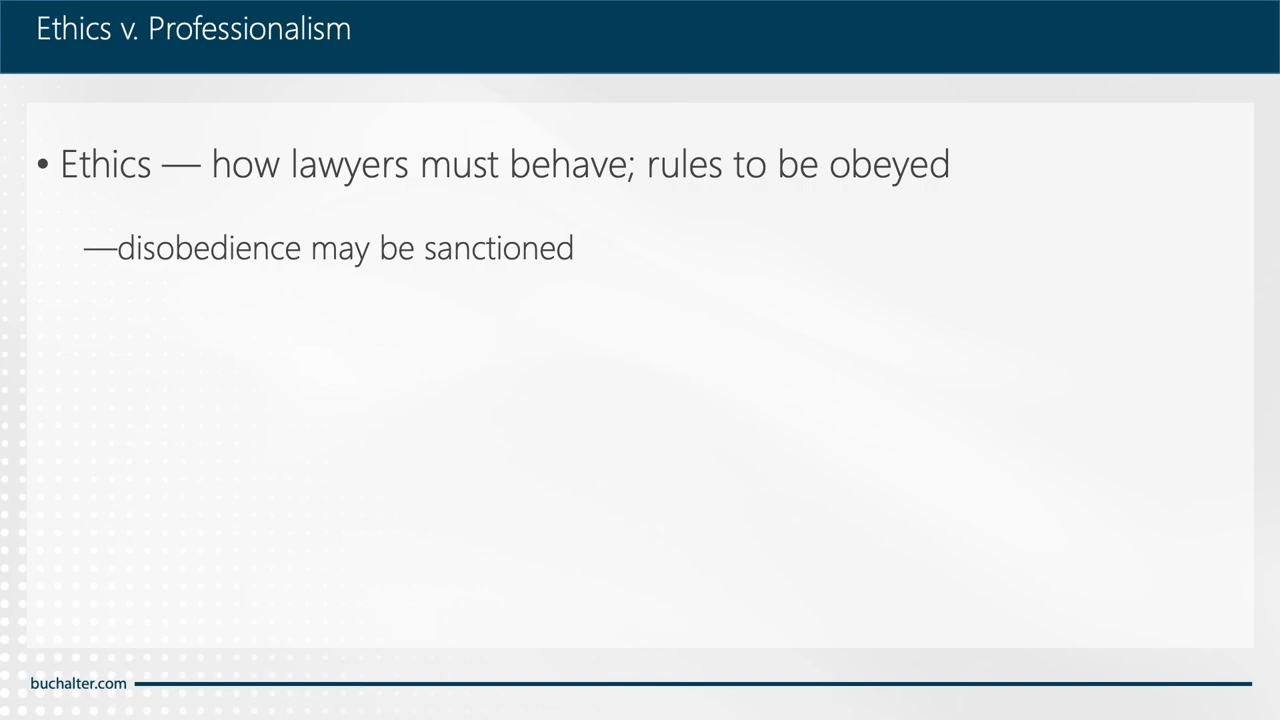 Ethics v. Professionalism
• Ethics — how lawyers must behave; rules to be obeyed
—disobedience may be sanctioned
buchalter.com